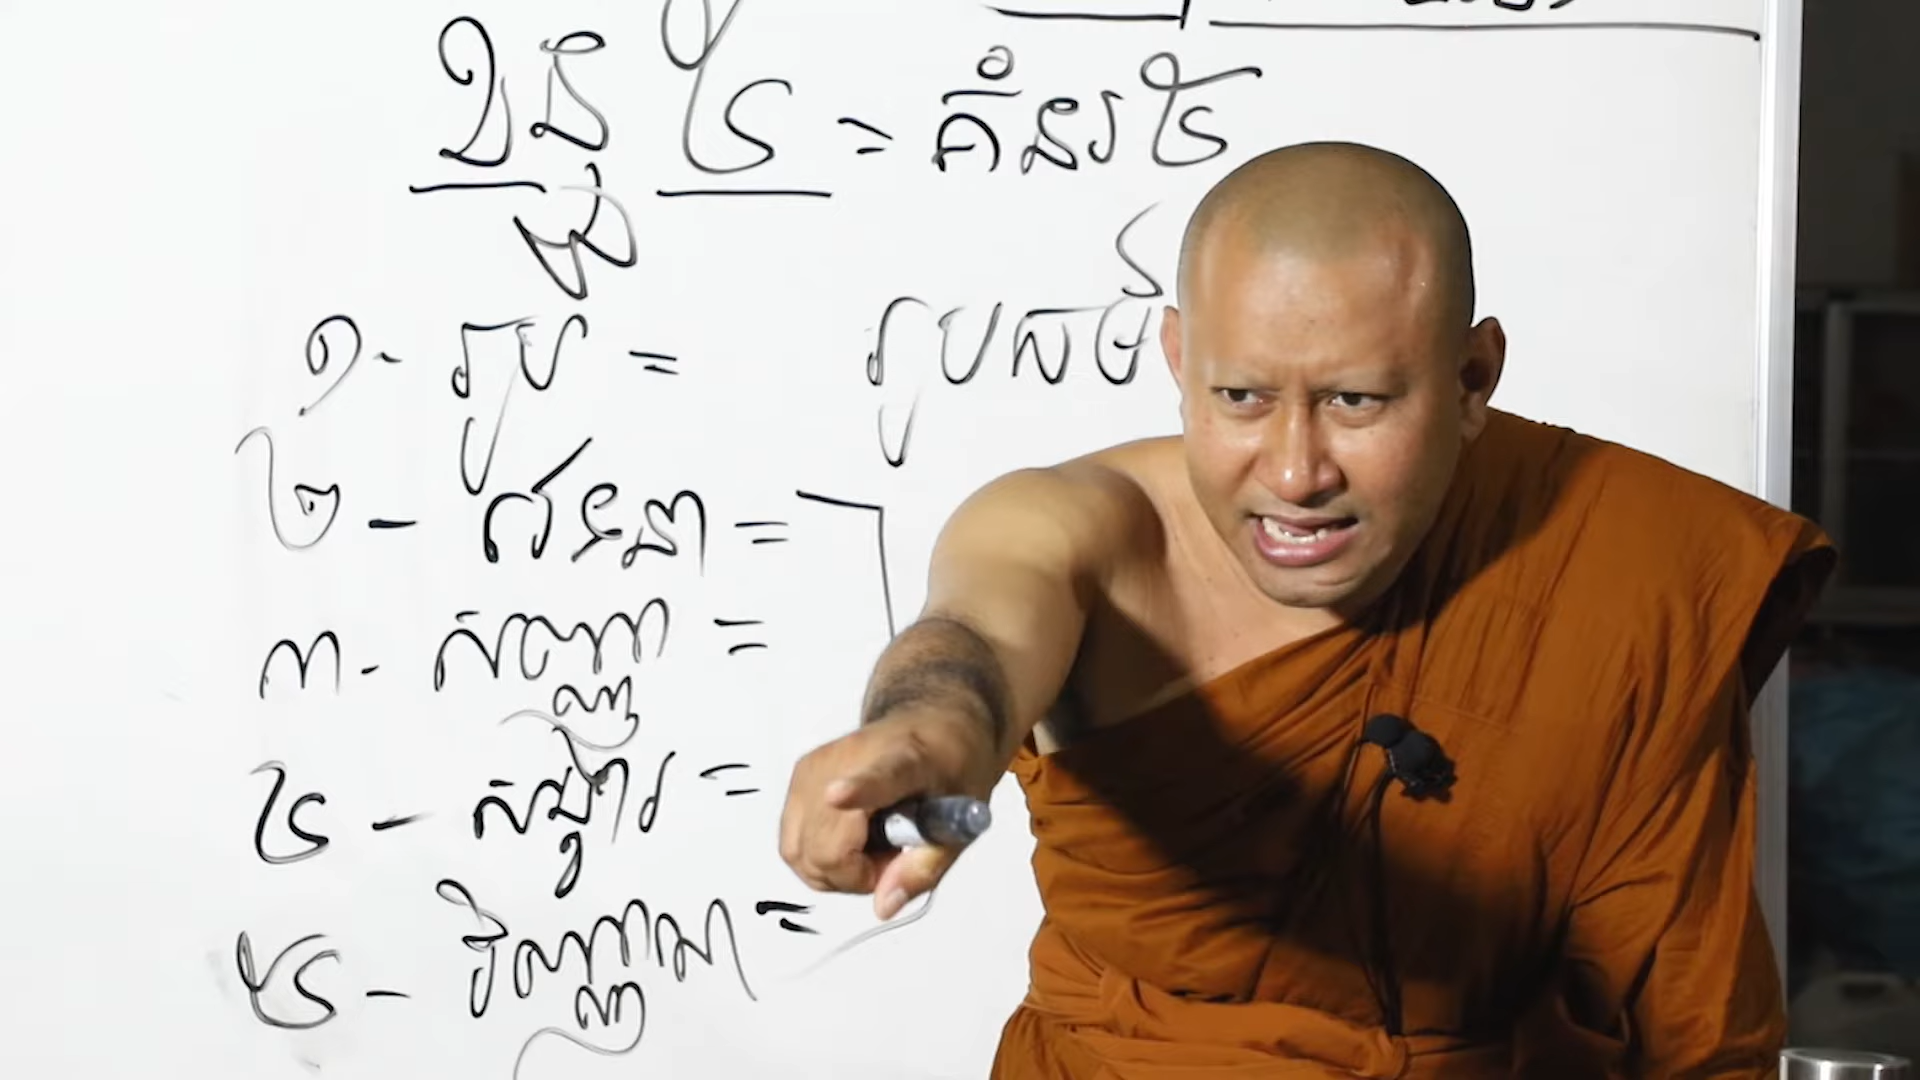 ខន្ធ ៥ = គំនរ ៥
១- រូប = រូបធម៌
២- វេទនា =
៣- សញ្ញា =
៤- សង្ខារ =
៥- វិញ្ញាណ =